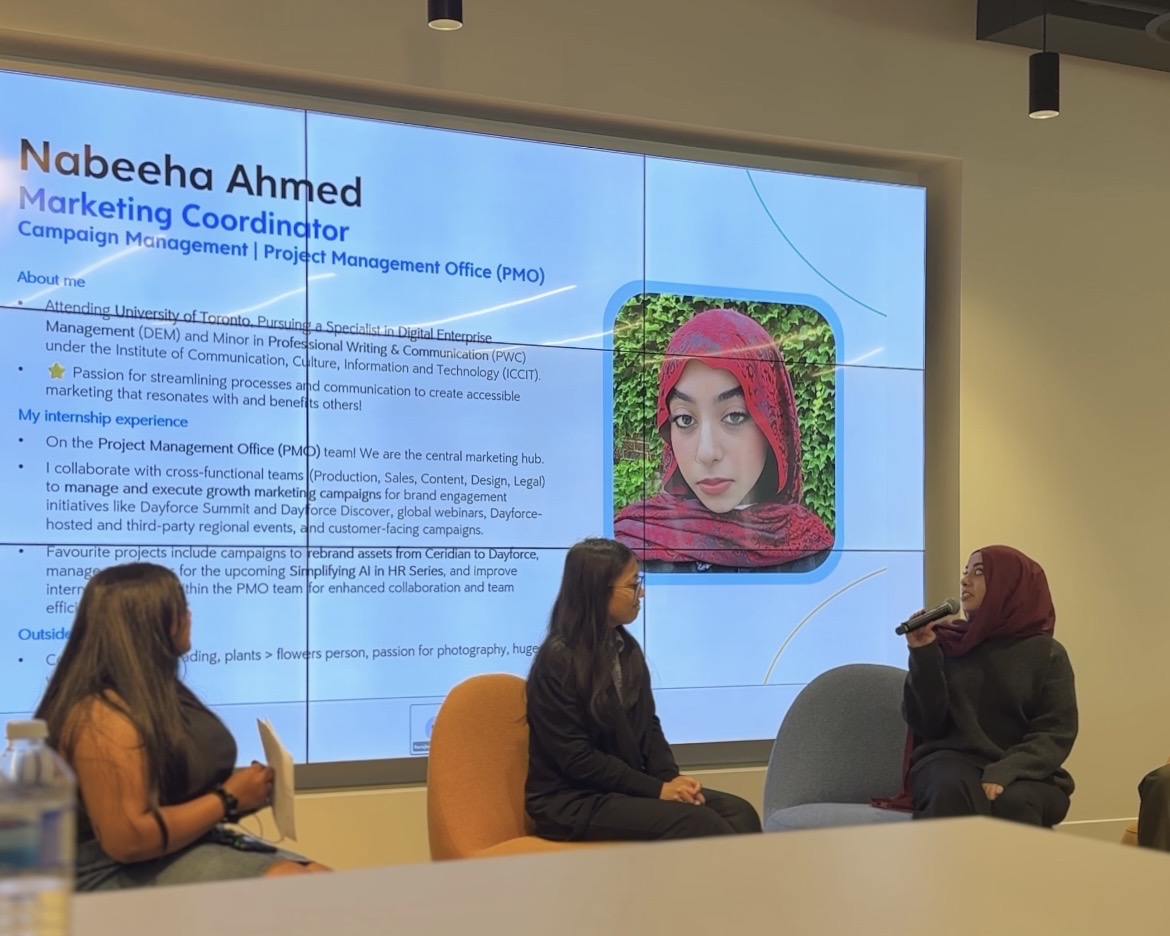 Nabeeha Ahmed
Marketing Coordinator
Campaign Management | Project Management Office (PMO)
About me
• Attending University of Toronto, Pursuing a Specialist in Digital Enterprise
Management (DEM) and Minor in Professional Writing & Communication (PWC)
under the Institute of Communication, Culture, Information and Technology (ICCIT).
• ⭐ Passion for streamlining processes and communication to create accessible
marketing that resonates with and benefits others!
My internship experience
• On the Project Management Office (PMO) team! We are the central marketing hub.
• I collaborate with cross-functional teams (Production, Sales, Content, Design, Legal)
to manage and execute growth marketing campaigns for brand engagement
initiatives like Dayforce Summit and Dayforce Discover, global webinars, Dayforce-
hosted and third-party regional events, and customer-facing campaigns.
• Favourite projects include campaigns to rebrand assets from Ceridian to Dayforce,
for the upcoming Simplifying AI in HR Series, and improve
the PMO team for enhanced collaboration and team
Outside
• plants > flowers person, passion for photography, huge